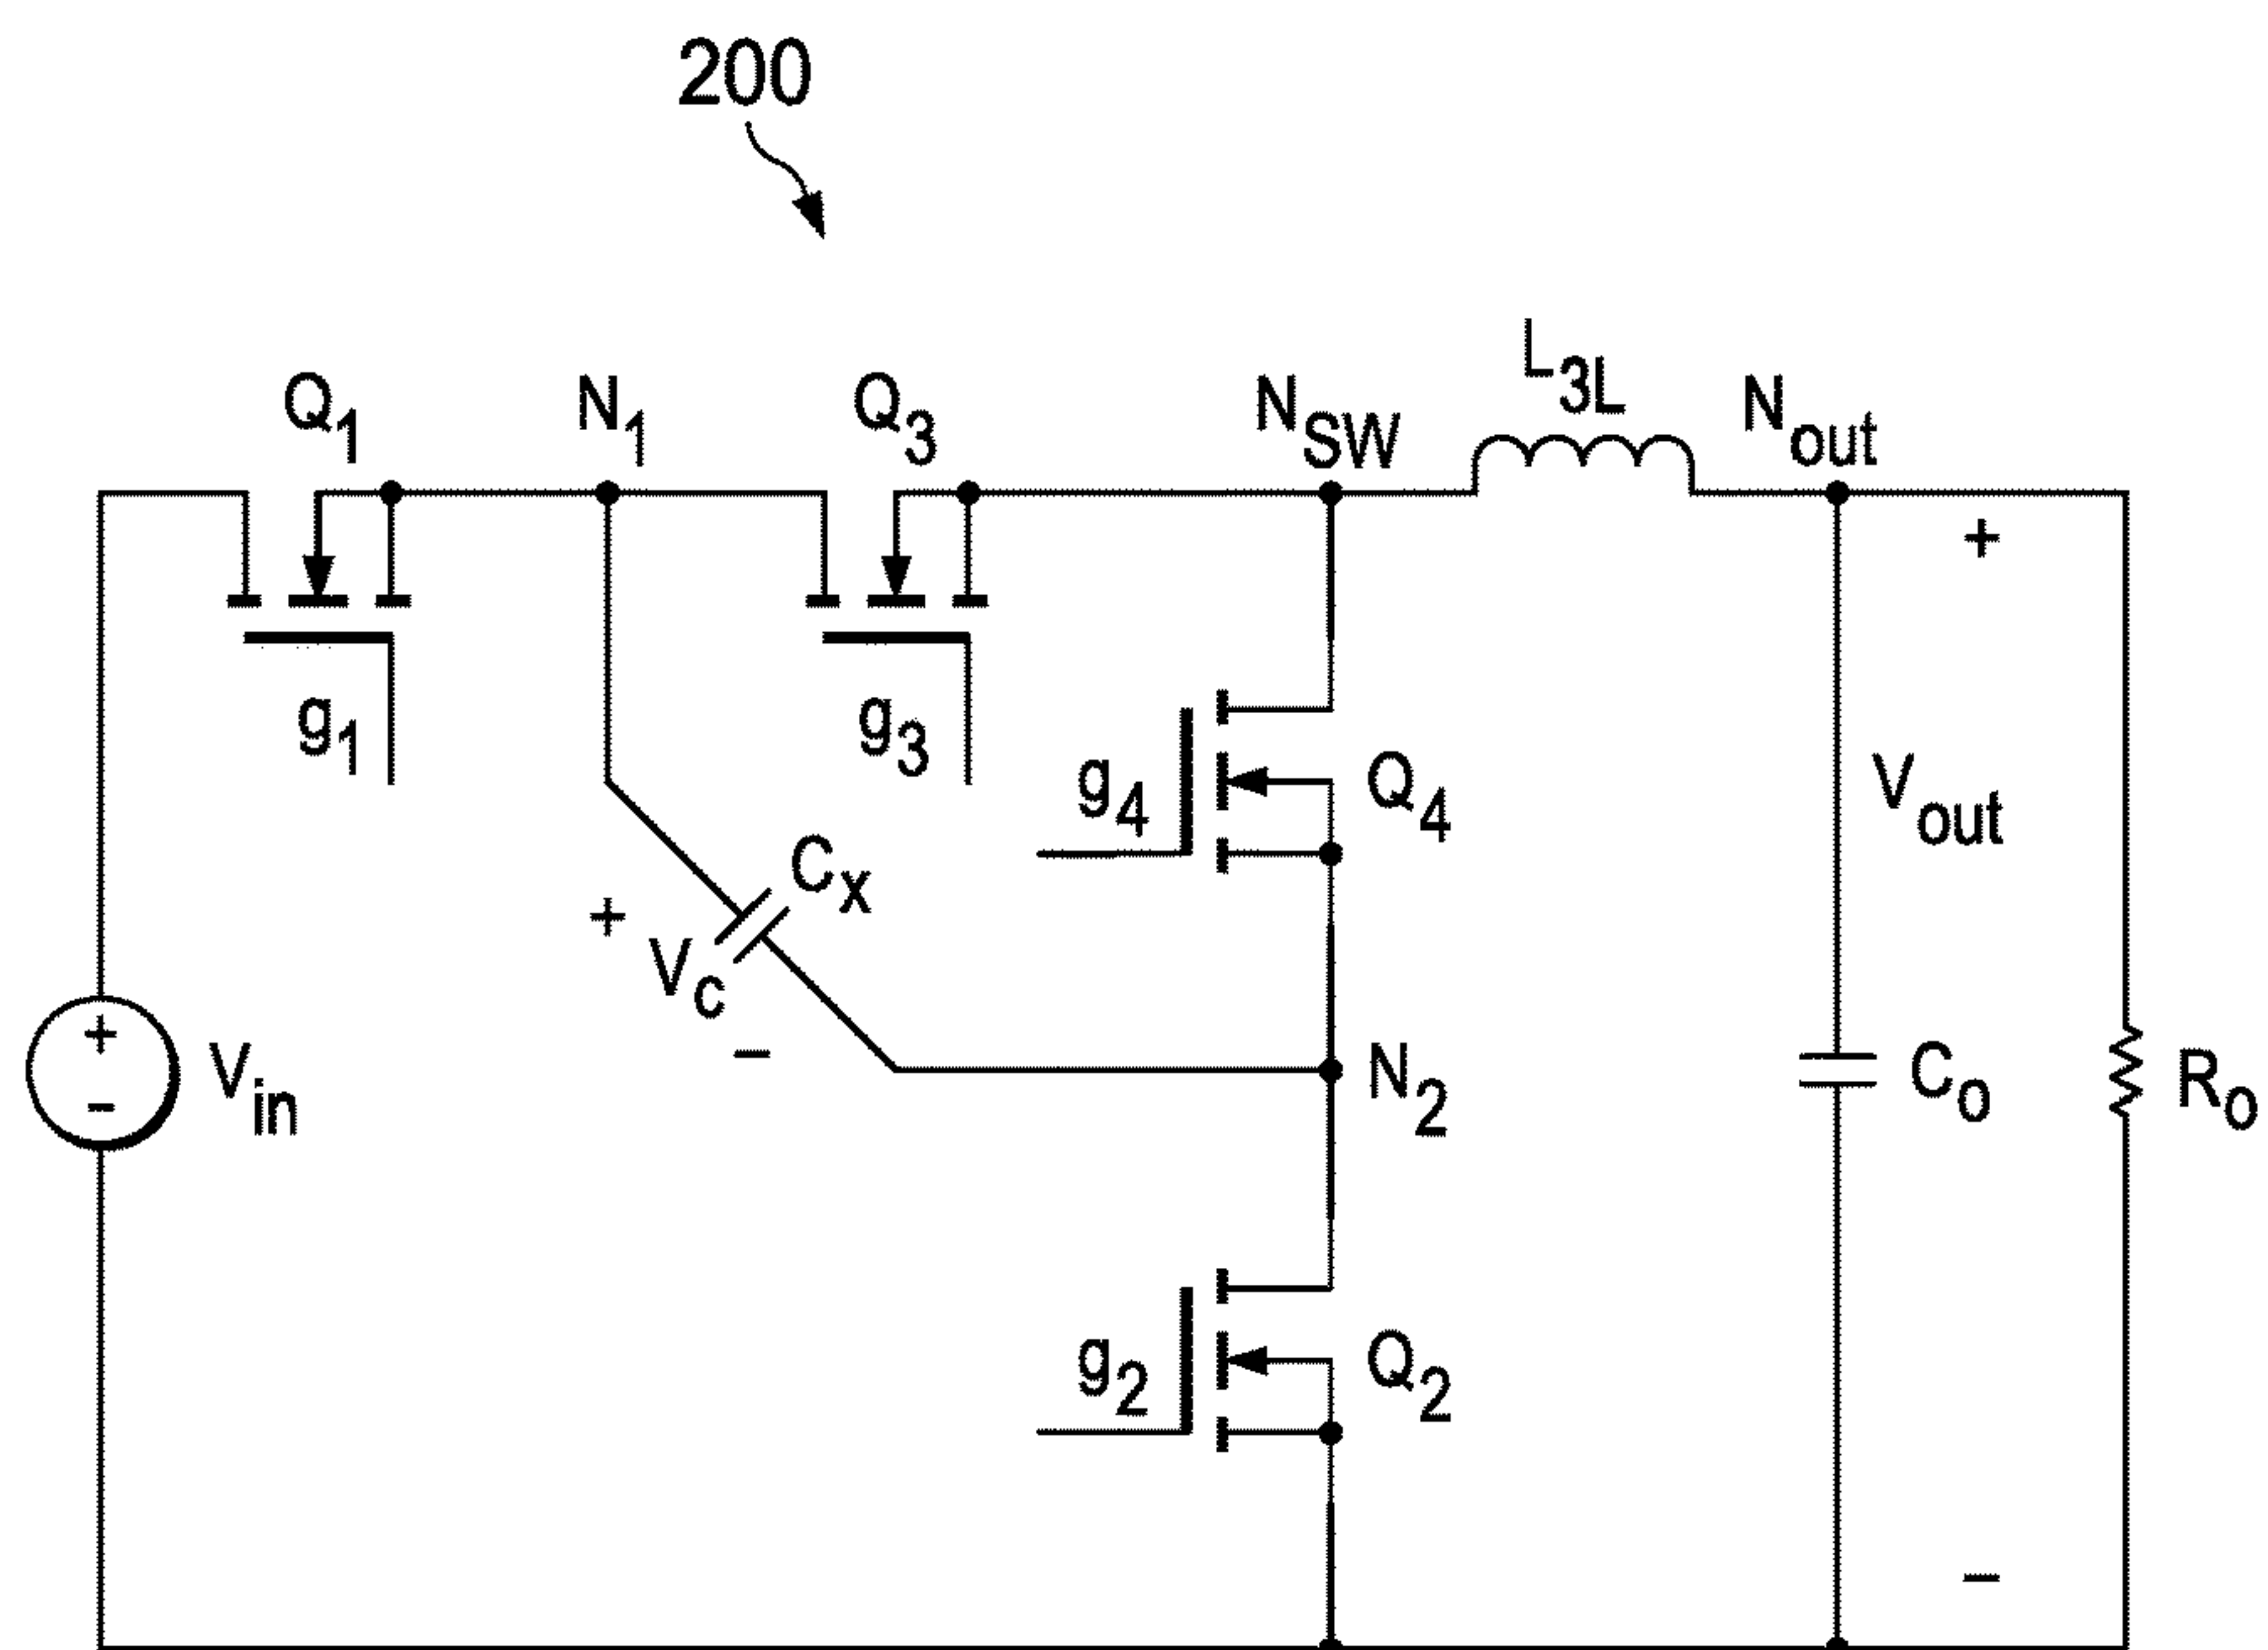 200
Q1
N1
Q3
NSW
L3L
Nout
+
g1
g3
g4
Q4
Vout
Cx
+
Vc
−
+
Vin
−
N2
Co
Ro
g2
Q2
−